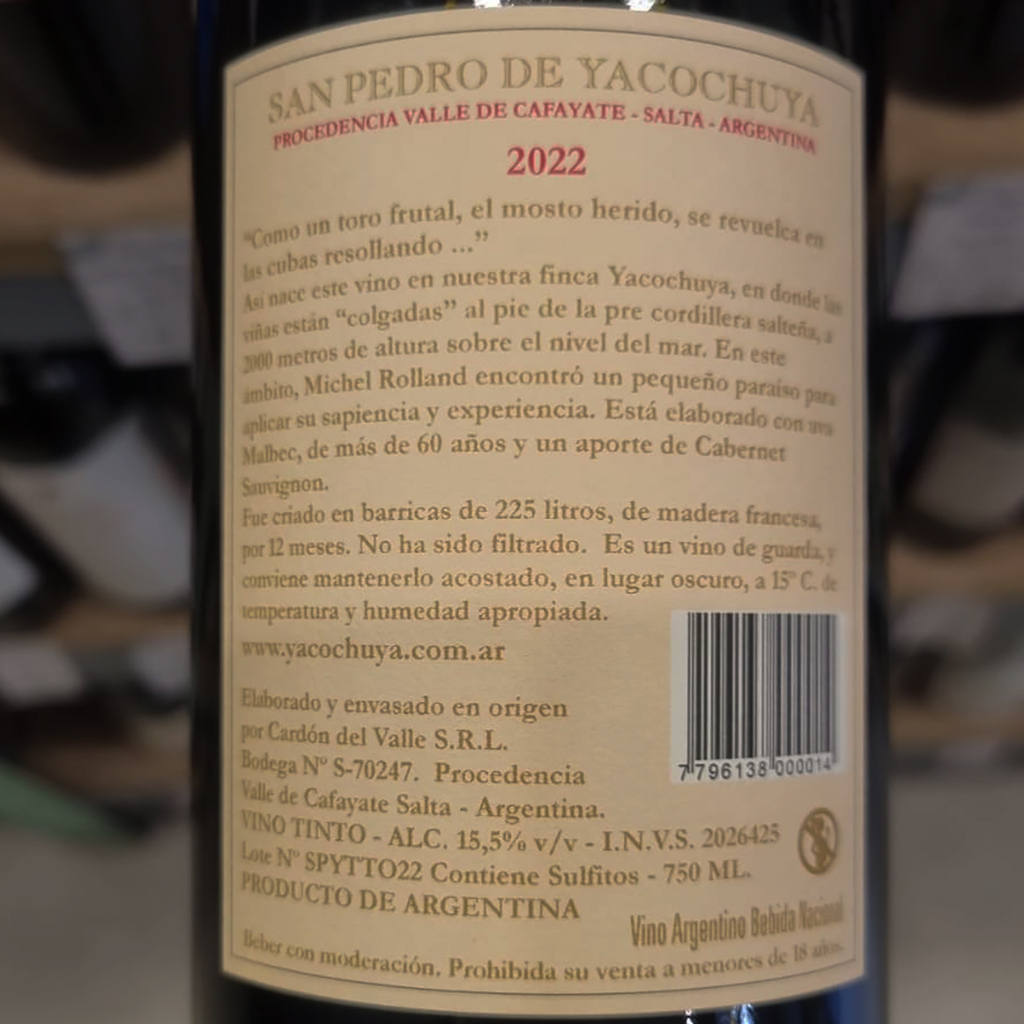 SAN PEDRO DE YACOCHUYA
PROCEDENCIA VALLE DE CAFAYATE - SALTA - ARGENTINA
2022
“Como un toro frutal, el mosto herido, se revuelca en
las cubas resollando ...”
Así nace este vino en nuestra finca Yacochuya, en donde las
viñas están “colgadas” al pie de la pre cordillera salteña, a
2000 metros de altura sobre el nivel del mar. En este
ámbito, Michel Rolland encontró un pequeño paraíso para
aplicar su sapiencia y experiencia. Está elaborado con uva
Malbec, de más de 60 años y un aporte de Cabernet
Sauvignon.
Fue criado en barricas de 225 litros, de madera francesa,
por 12 meses. No ha sido filtrado. Es un vino de guarda, y
conviene mantenerlo acostado, en lugar oscuro, a 15° C. de
temperatura y humedad apropiada.
www.yacochuya.com.ar
Elaborado y envasado en origen
por Cardón del Valle S.R.L.
Bodega Nº S-70247. Procedencia
Valle de Cafayate Salta - Argentina.
VINO TINTO - ALC. 15,5% v/v - I.N.V.S. 2026425
Lote Nº SPYTTO22 Contiene Sulfitos - 750 ML.
PRODUCTO DE ARGENTINA
7 796138 000014
Vino Argentino Bebida Nacional
Beber con moderación. Prohibida su venta a menores de 18 años.